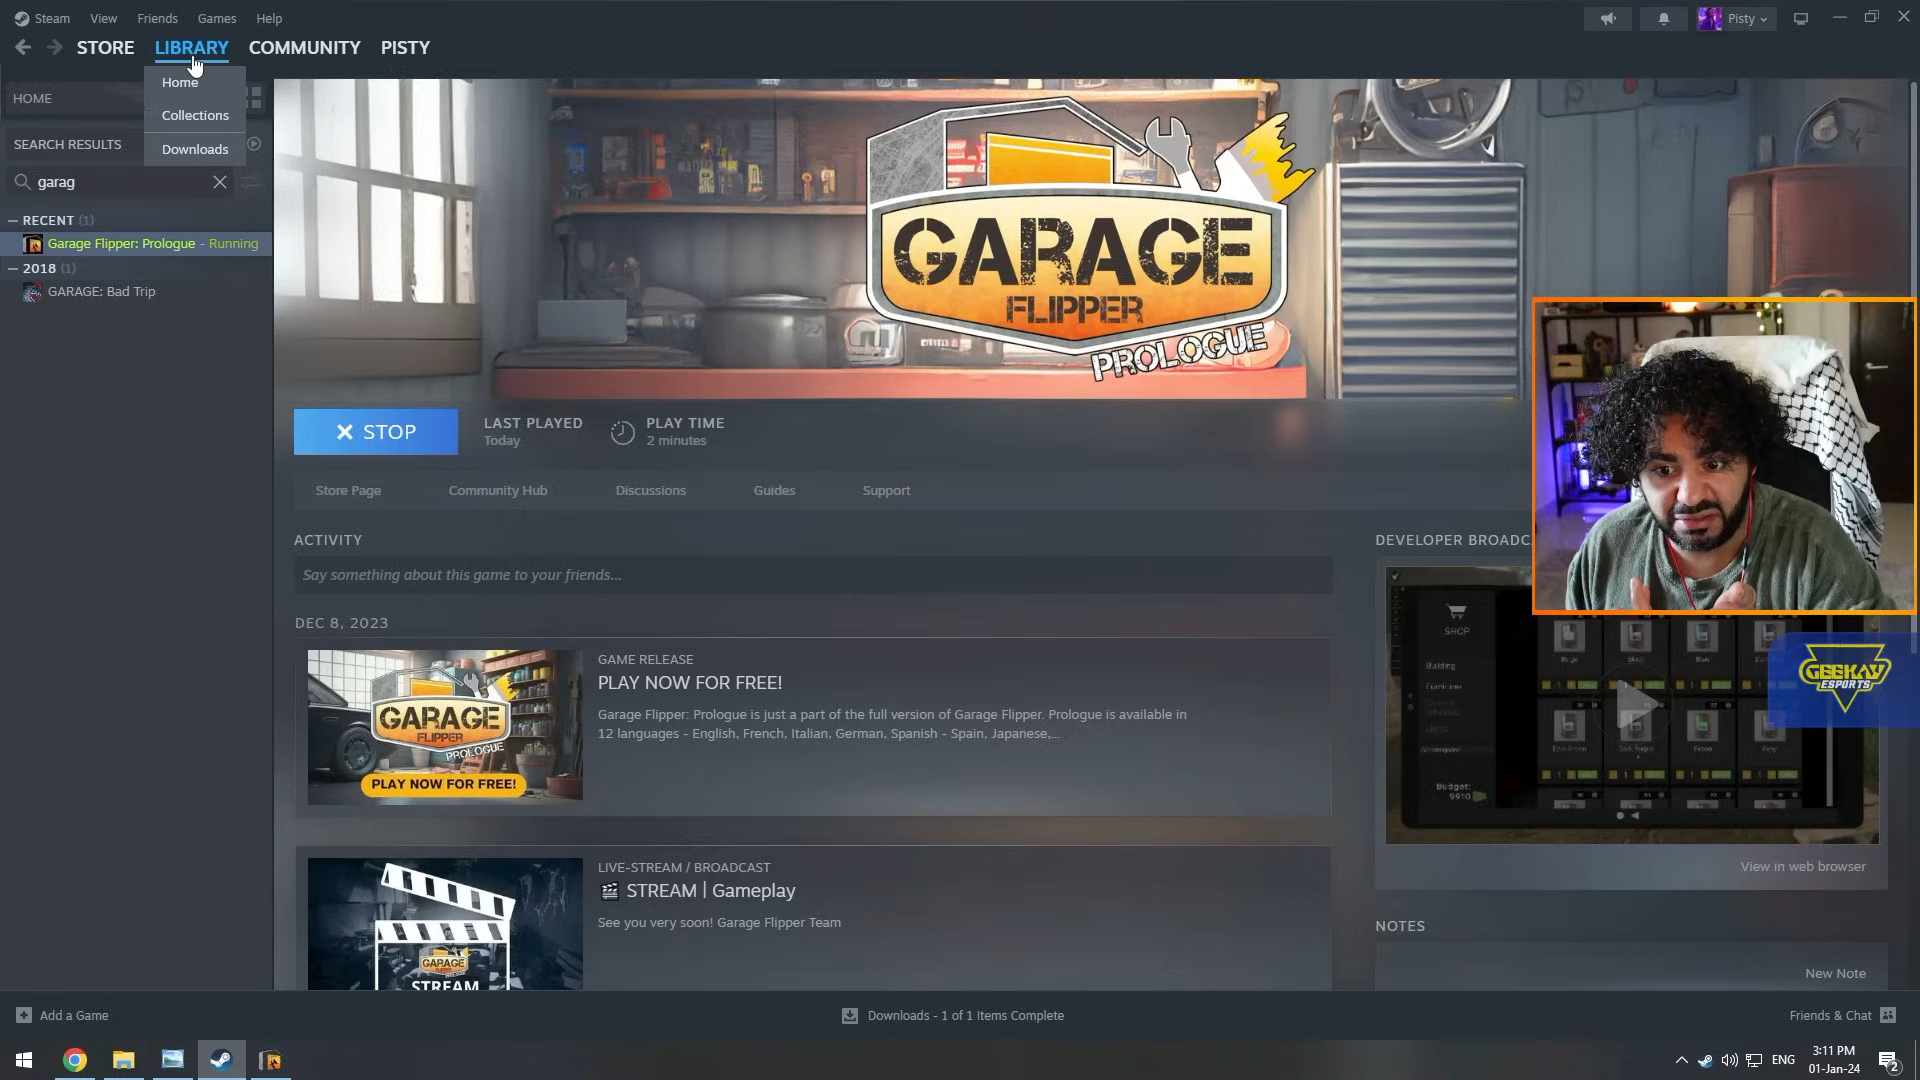 Steam View Friends Games Help
Pisty
STORE LIBRARY COMMUNITY PISTY
Home
Collections
Downloads
HOME
SEARCH RESULTS
garag
— RECENT (1)
Garage Flipper: Prologue - Running
— 2018 (1)
GARAGE: Bad Trip
GARAGE
FLIPPER
PROLOGUE
STOP
LAST PLAYED
Today
PLAY TIME
2 minutes
Store Page Community Hub Discussions Guides Support
ACTIVITY
Say something about this game to your friends...
DEC 8, 2023
GARAGE
FLIPPER
PROLOGUE
PLAY NOW FOR FREE!
GAME RELEASE
PLAY NOW FOR FREE!
Garage Flipper: Prologue is just a part of the full version of Garage Flipper. Prologue is available in
12 languages - English, French, Italian, German, Spanish - Spain, Japanese,...
GARAGE
FLIPPER
STREAM
LIVE-STREAM / BROADCAST
STREAM | Gameplay
See you very soon! Garage Flipper Team
DEVELOPER BROADCA
SHOP
Building
Furnitures
Budget:
9910
GEEKAY
ESPORTS
View in web browser
NOTES
New Note
Add a Game
Downloads - 1 of 1 Items Complete
Friends & Chat
ENG
3:11 PM
01-Jan-24
2